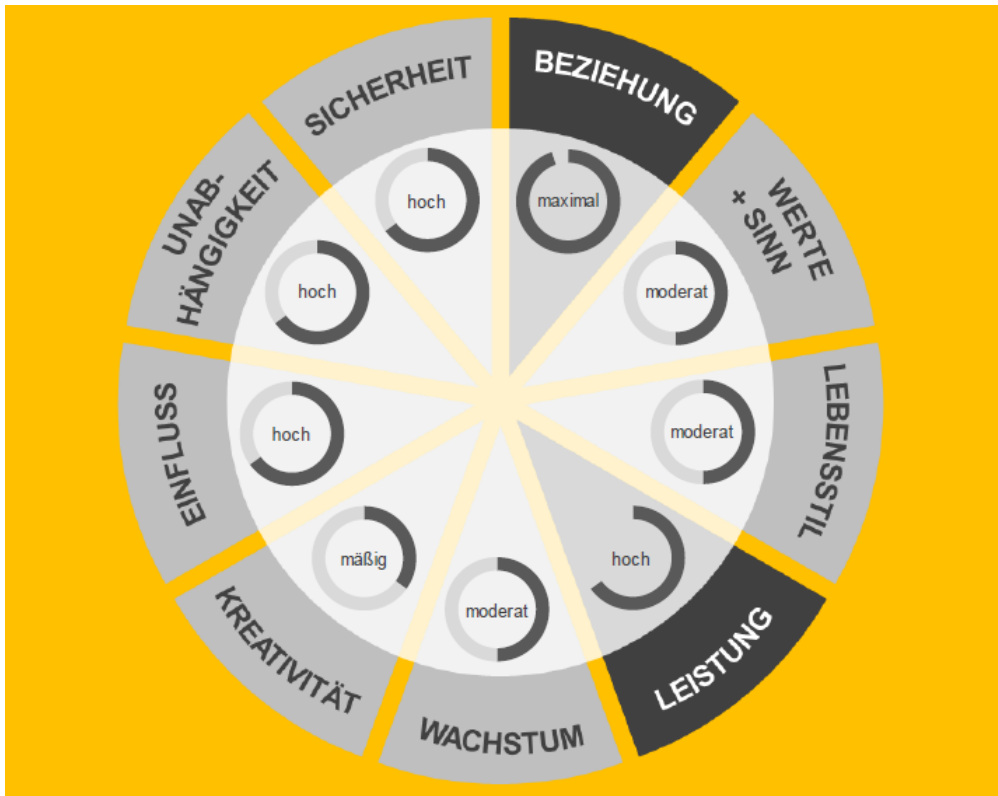 BEZIEHUNG
maximal
WERTE
+ SINN
moderat
LEBENSSTIL
moderat
LEISTUNG
hoch
WACHSTUM
moderat
KREATIVITÄT
mäßig
EINFLUSS
hoch
UNAB-
HÄNGIGKEIT
hoch
SICHERHEIT
hoch